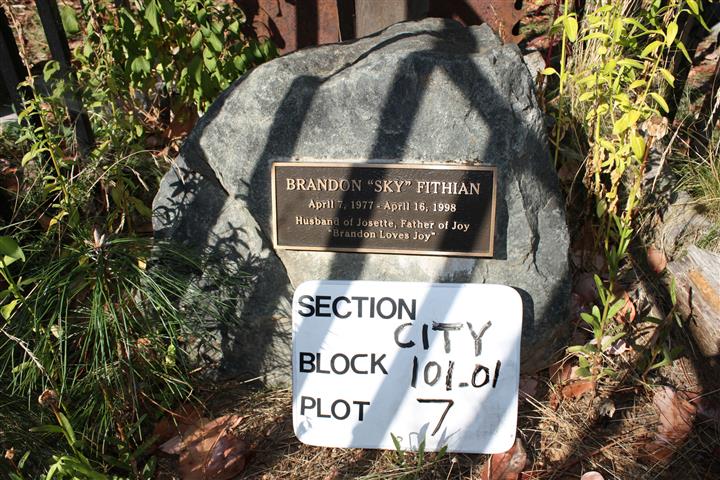 BRANDON "SKY" FITHIAN
April 7, 1977 - April 16, 1998
Husband of Josette, Father of Joy
"Brandon Loves Joy"
SECTION CITY
BLOCK 101-01
PLOT 7